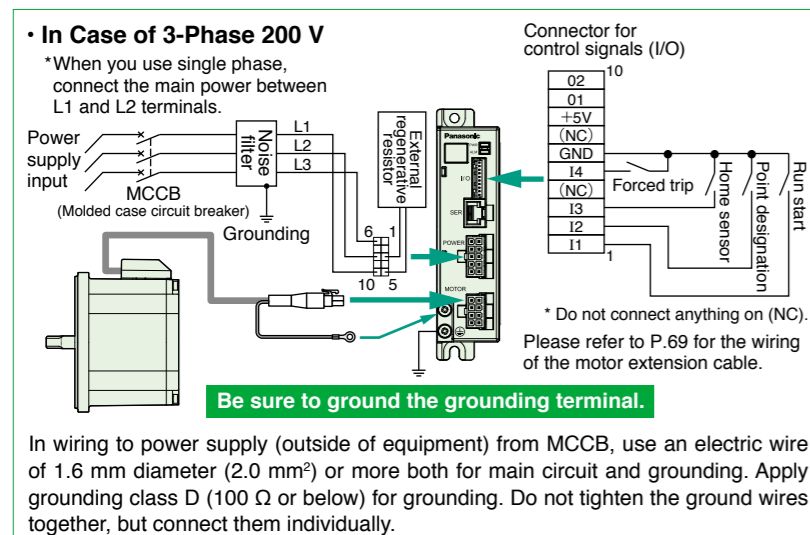 • In Case of 3-Phase 200 V
*When you use single phase,
connect the main power between
L1 and L2 terminals.
Power
supply
input
MCCB
(Molded case circuit breaker)
Noise
filter
L1
L2
L3
Grounding
External
regenerative
resistor
6
1
10
5
Panasonic
I/O
SER
POWER
MOTOR
Connector for
control signals (I/O)
10
02
01
+5V
(NC)
GND
I4
(NC)
I3
I2
I1
1
Forced trip
Home sensor
Point designation
Run start
* Do not connect anything on (NC).
Please refer to P.69 for the wiring
of the motor extension cable.
Be sure to ground the grounding terminal.
In wiring to power supply (outside of equipment) from MCCB, use an electric wire
of 1.6 mm diameter (2.0 mm²) or more both for main circuit and grounding. Apply
grounding class D (100 Ω or below) for grounding. Do not tighten the ground wires
together, but connect them individually.